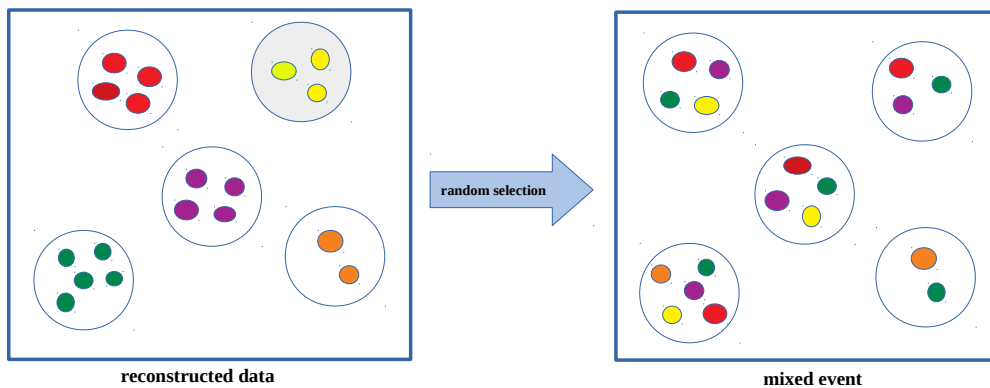 random selection
reconstructed data
mixed event